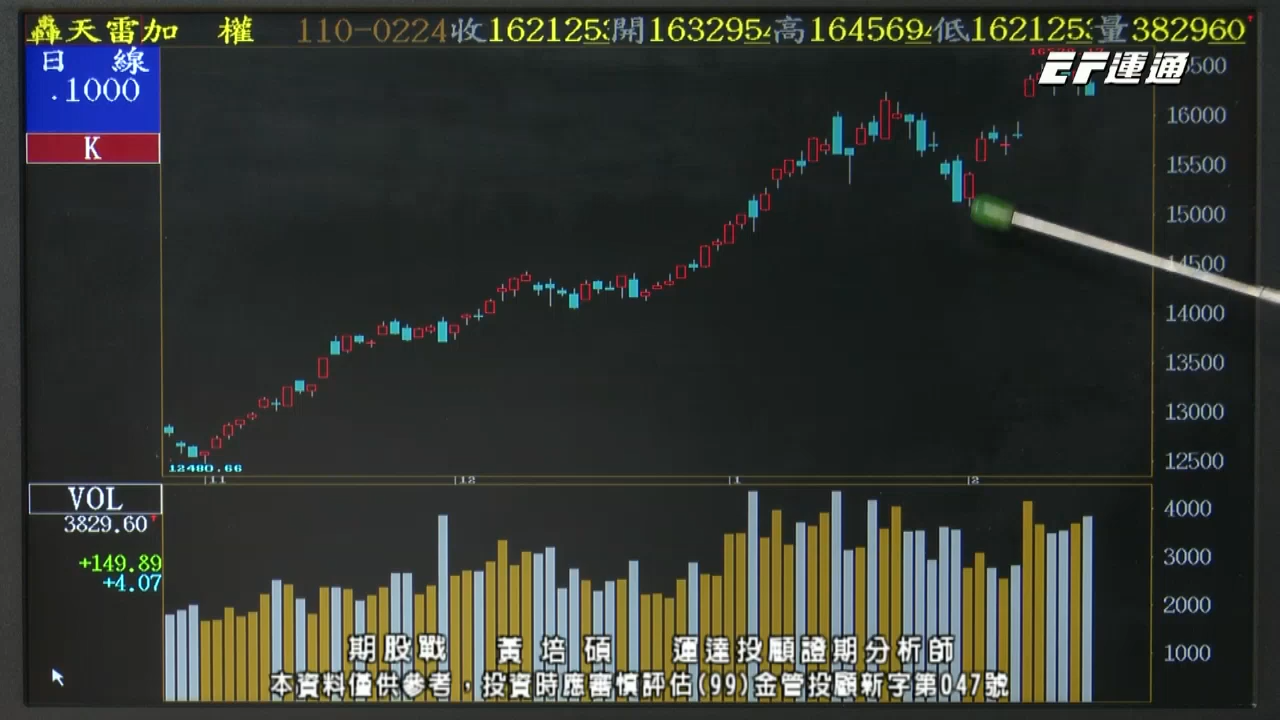 轟天雷加 權 110-0224收1621253開1632954高1645694低1621253量382960
日 線
.1000
K
EF運通
16000
15500
15000
14500
14000
13500
13000
12500
12480.66
11 12 1 2
VOL
3829.60
+149.89
+4.07
4000
3000
2000
1000
期股戰 黃培碩 運達投顧證期分析師
本資料僅供參考，投資時應審慎評估(99)金管投顧新字第047號